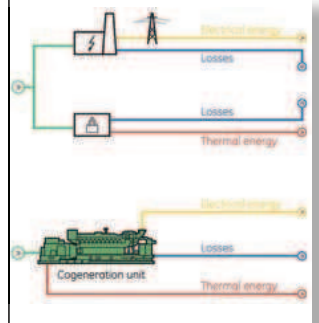 Electrical energy
Losses
Losses
Thermal energy
Electrical energy
Losses
Cogeneration unit
Thermal energy